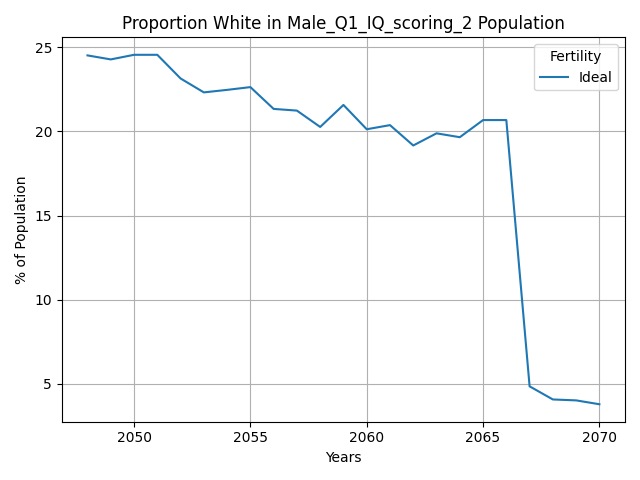 Proportion White in Male_Q1_IQ_scoring_2 Population
Fertility
Ideal
25
20
15
10
5
% of Population
2050 2055 2060 2065 2070
Years